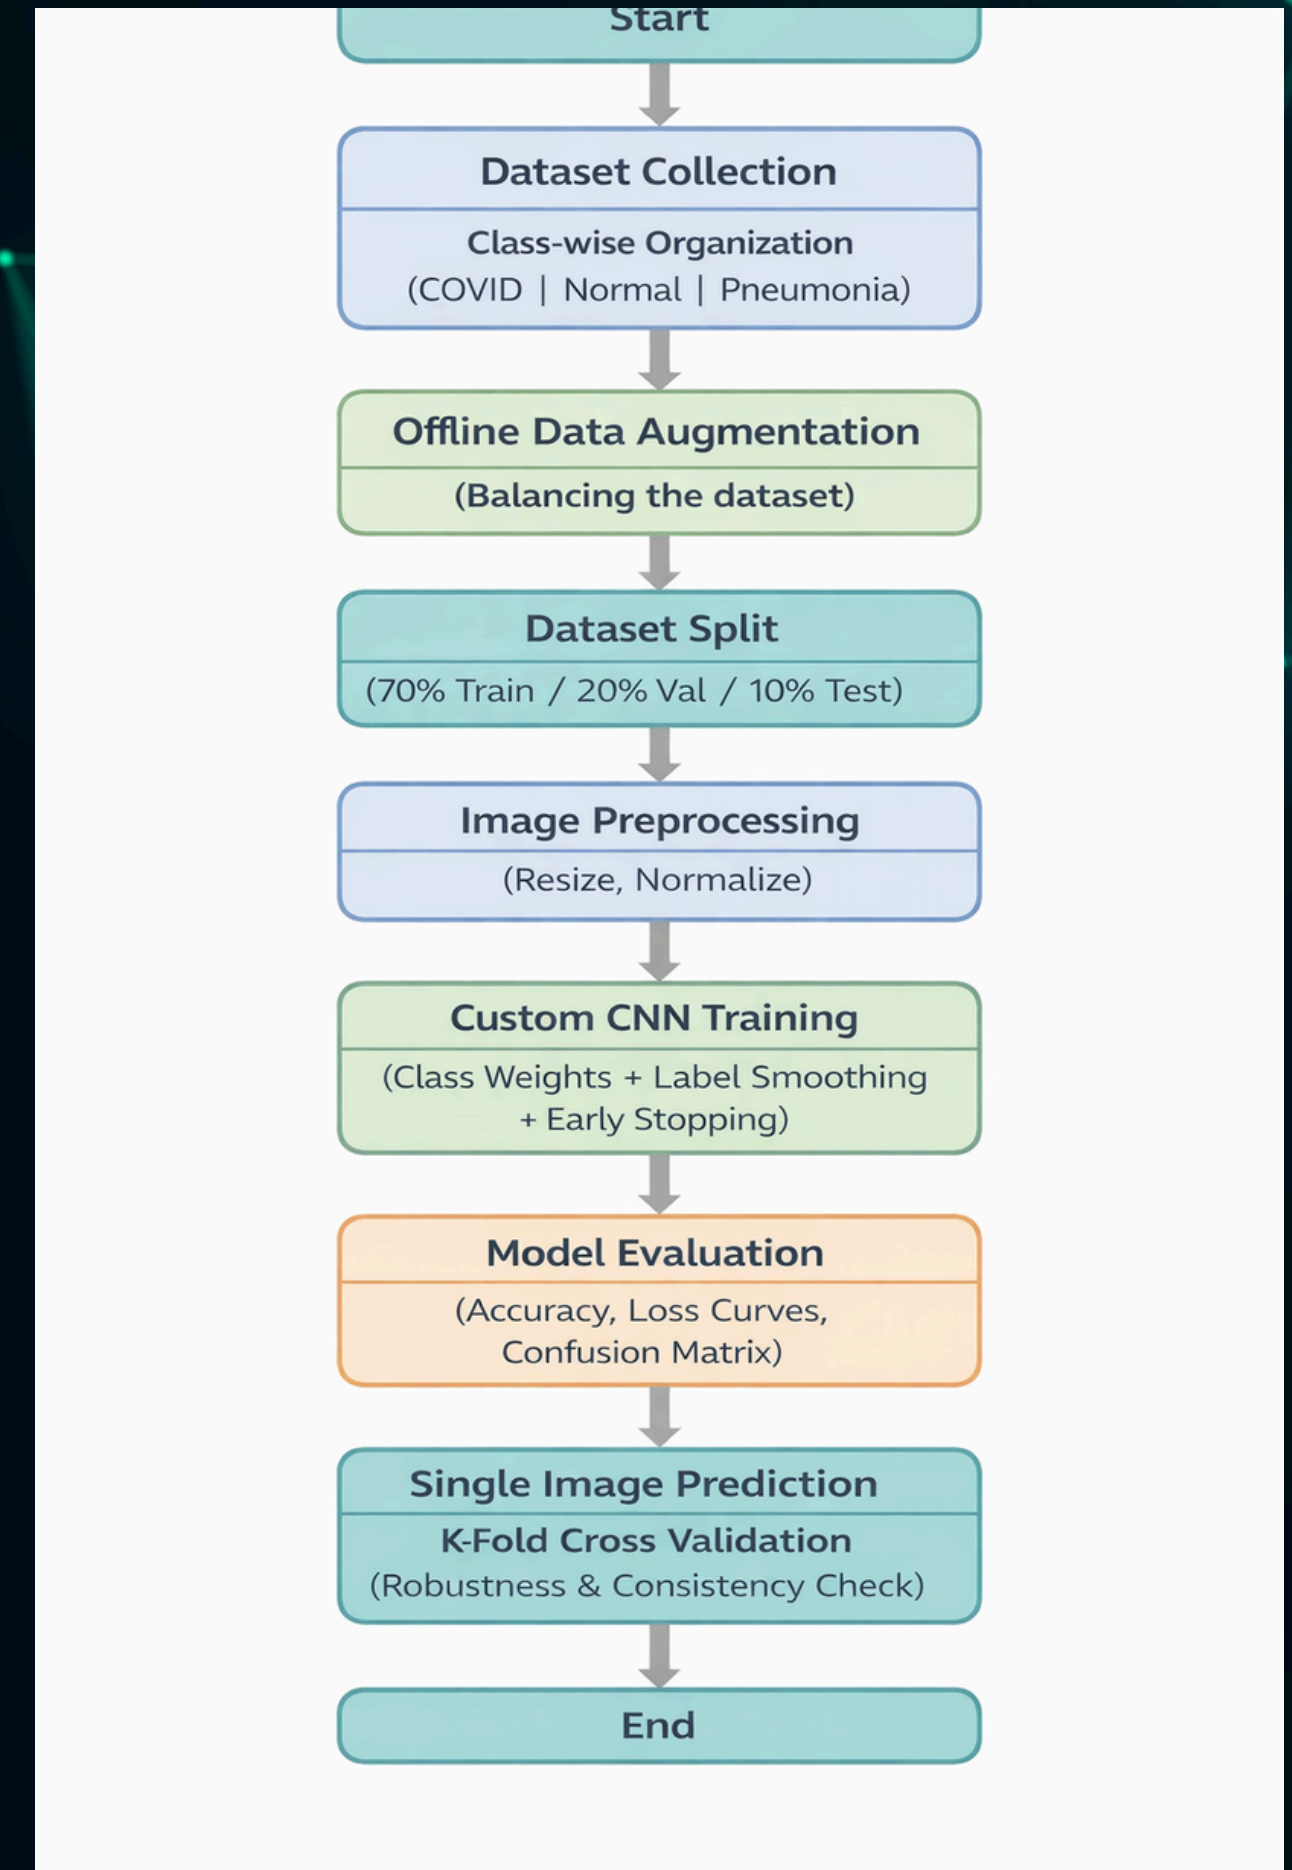 Start
Dataset Collection
Class-wise Organization
(COVID | Normal | Pneumonia)
Offline Data Augmentation
(Balancing the dataset)
Dataset Split
(70% Train / 20% Val / 10% Test)
Image Preprocessing
(Resize, Normalize)
Custom CNN Training
(Class Weights + Label Smoothing
+ Early Stopping)
Model Evaluation
(Accuracy, Loss Curves,
Confusion Matrix)
Single Image Prediction
K-Fold Cross Validation
(Robustness & Consistency Check)
End